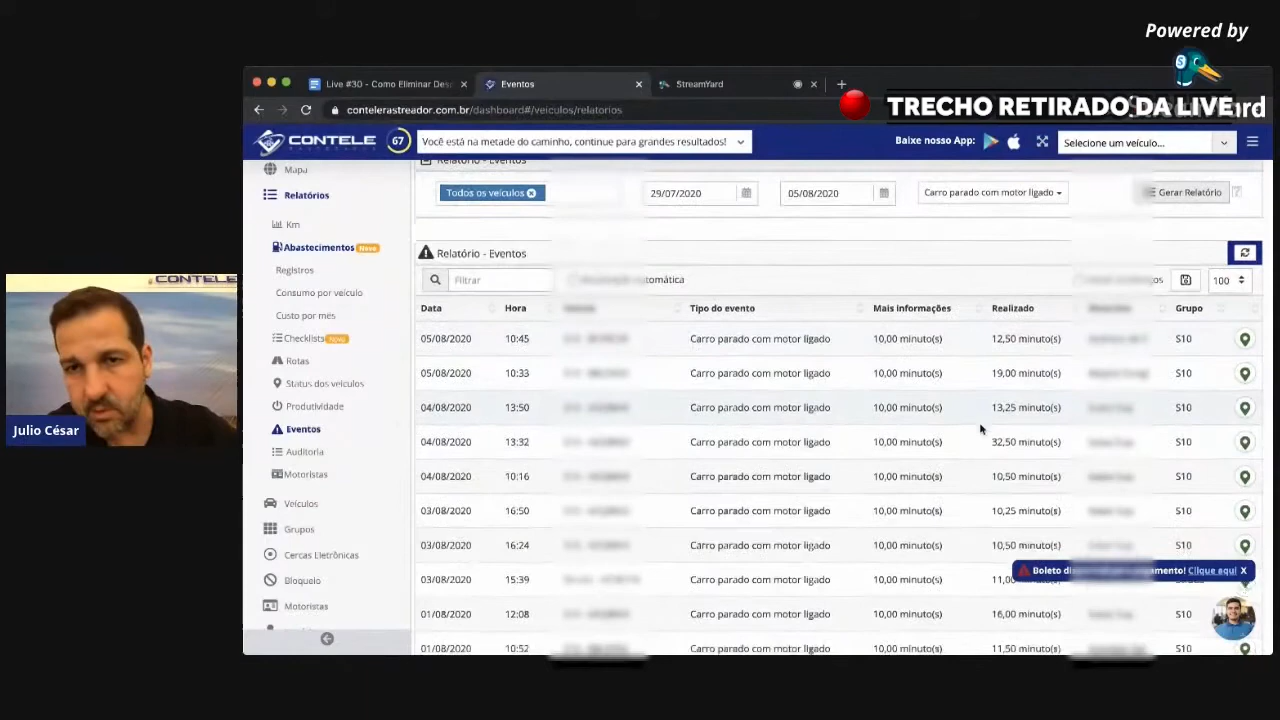 Powered by
TRECHO RETIRADO DA LIVE
Live #30 - Como Eliminar Des
Eventos
StreamYard
contelerastreador.com.br/dashboard#/veiculos/relatorios
CONTELE
67
Você está na metade do caminho, continue para grandes resultados!
Baixe nosso App:
Selecione um veículo...
Mapa
Relatórios
Km
Abastecimentos Novo
Registros
Consumo por veículo
Custo por mês
Checklists Novo
Rotas
Status dos veículos
Produtividade
Eventos
Auditoria
Motoristas
Veículos
Grupos
Cercas Eletrônicas
Bloqueio
Motoristas
Relatório - Eventos
Todos os veículos
29/07/2020
05/08/2020
Carro parado com motor ligado
Gerar Relatório
Relatório - Eventos
Filtrar
100
Data Hora Tipo do evento Mais informações Realizado Grupo
05/08/2020 10:45 Carro parado com motor ligado 10,00 minuto(s) 12,50 minuto(s) S10
05/08/2020 10:33 Carro parado com motor ligado 10,00 minuto(s) 19,00 minuto(s) S10
04/08/2020 13:50 Carro parado com motor ligado 10,00 minuto(s) 13,25 minuto(s) S10
04/08/2020 13:32 Carro parado com motor ligado 10,00 minuto(s) 32,50 minuto(s) S10
04/08/2020 10:16 Carro parado com motor ligado 10,00 minuto(s) 10,50 minuto(s) S10
03/08/2020 16:50 Carro parado com motor ligado 10,00 minuto(s) 10,25 minuto(s) S10
03/08/2020 16:24 Carro parado com motor ligado 10,00 minuto(s) 10,50 minuto(s) S10
03/08/2020 15:39 Carro parado com motor ligado 10,00 minuto(s) 11,00
01/08/2020 12:08 Carro parado com motor ligado 10,00 minuto(s) 16,00 minuto(s) S10
01/08/2020 10:52 Carro parado com motor ligado 10,00 minuto(s) 11,50 minuto(s) S10
Boleto Clique aqui X
CONTELE
Julio César